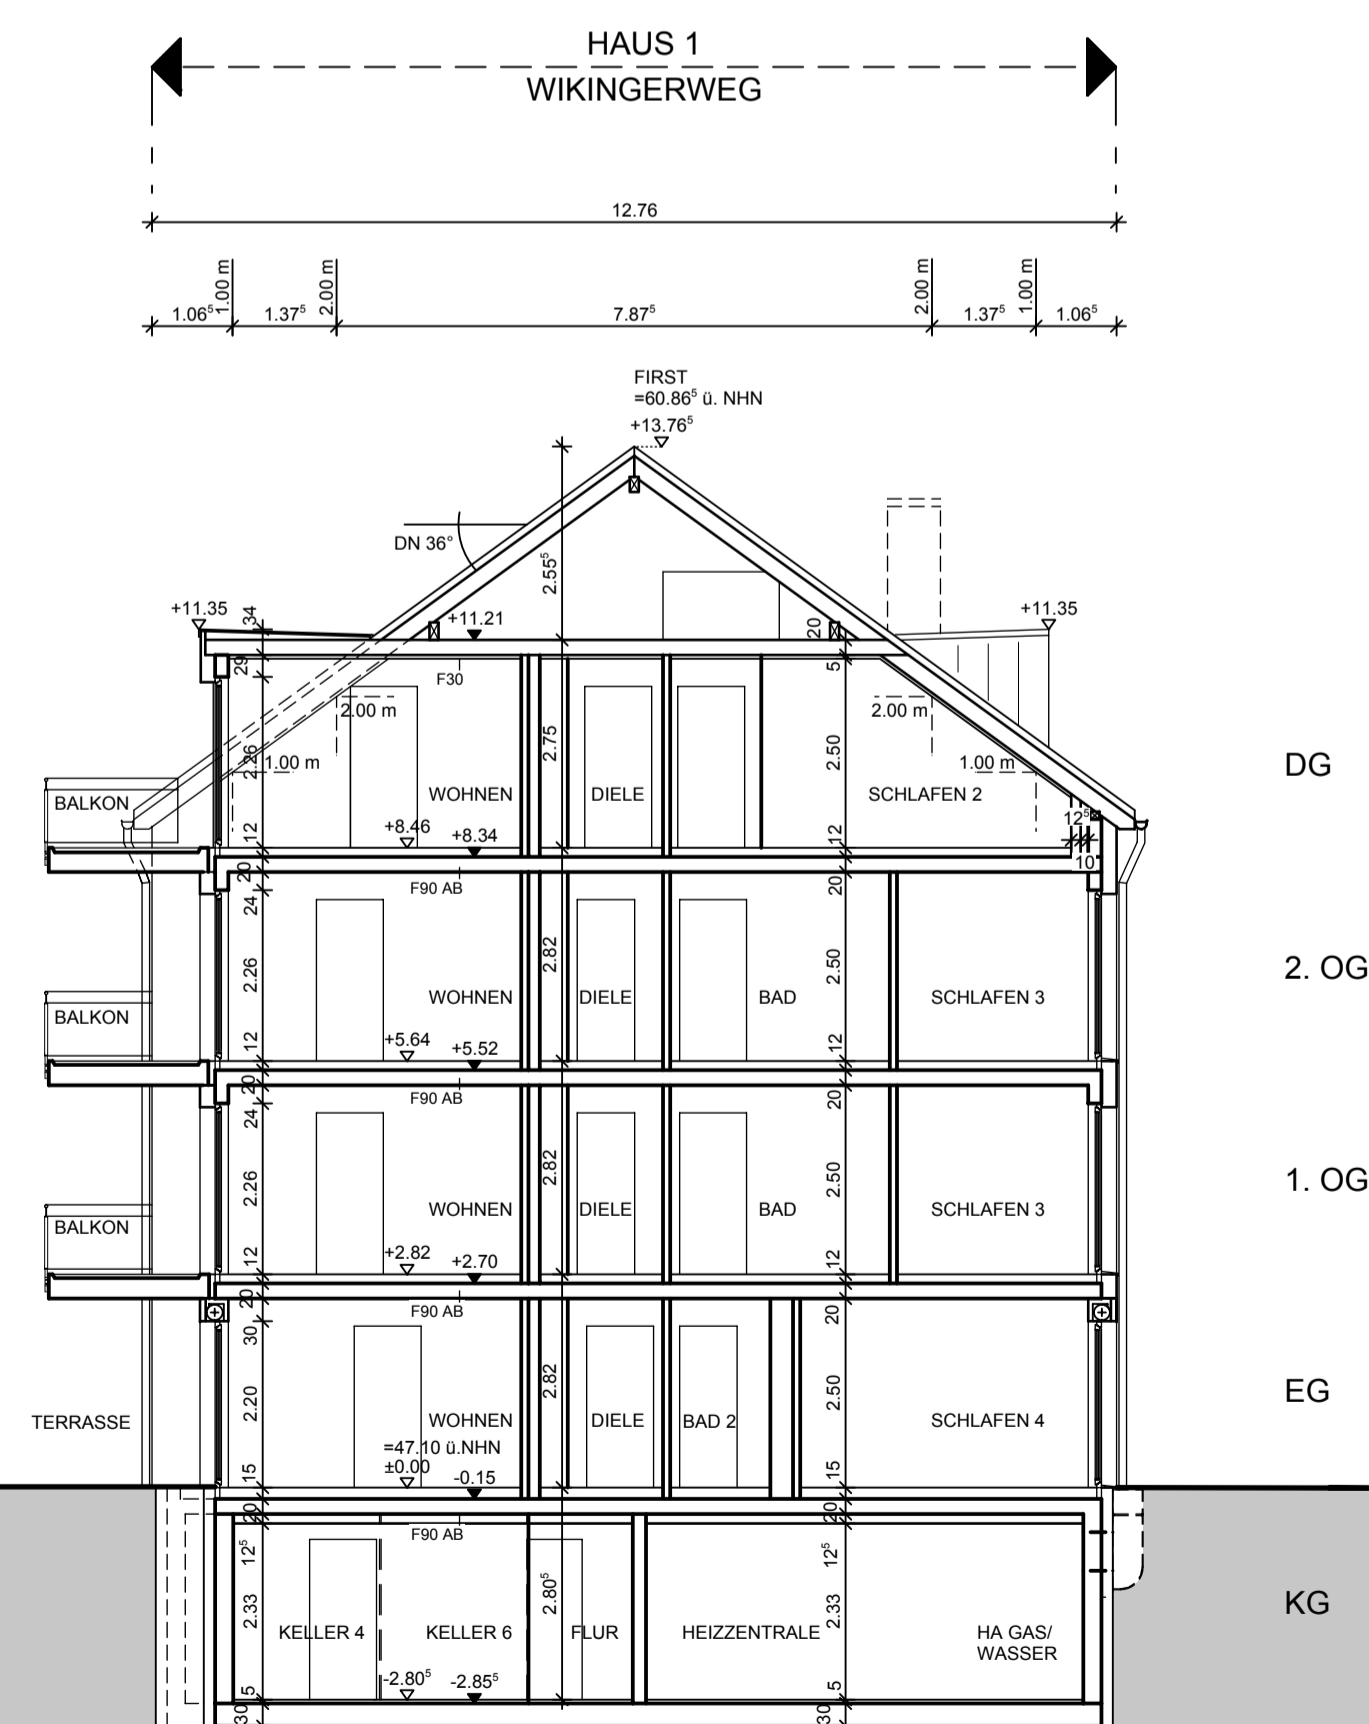 HAUS 1
WIKINGERWEG
12.76
1.06⁵
1.00 m
1.37⁵
2.00 m
7.87⁵
2.00 m
1.37⁵
1.00 m
1.06⁵
FIRST
=60.86⁵ ü. NHN
+13.76⁵
DN 36°
2.55⁵
+11.35
34
+11.21
20
+11.35
29
F30
5
2.00 m
2.00 m
2.26
1.00 m
2.75
2.50
1.00 m
DG
BALKON
WOHNEN
DIELE
SCHLAFEN 2
12
+8.46
+8.34
12
12⁵
10
20
F90 AB
20
24
2.26
2.82
2.50
2. OG
BALKON
WOHNEN
DIELE
BAD
SCHLAFEN 3
12
+5.64
+5.52
12
20
F90 AB
20
24
2.26
2.82
2.50
1. OG
BALKON
WOHNEN
DIELE
BAD
SCHLAFEN 3
12
+2.82
+2.70
12
20
F90 AB
20
30
2.20
2.82
2.50
EG
TERRASSE
WOHNEN
DIELE
BAD 2
SCHLAFEN 4
=47.10 ü.NHN
±0.00
15
-0.15
15
20
F90 AB
20
12⁵
12⁵
2.33
2.80⁵
2.33
KG
KELLER 4
KELLER 6
FLUR
HEIZZENTRALE
HA GAS/
WASSER
5
-2.80⁵
-2.85⁵
5
30
30